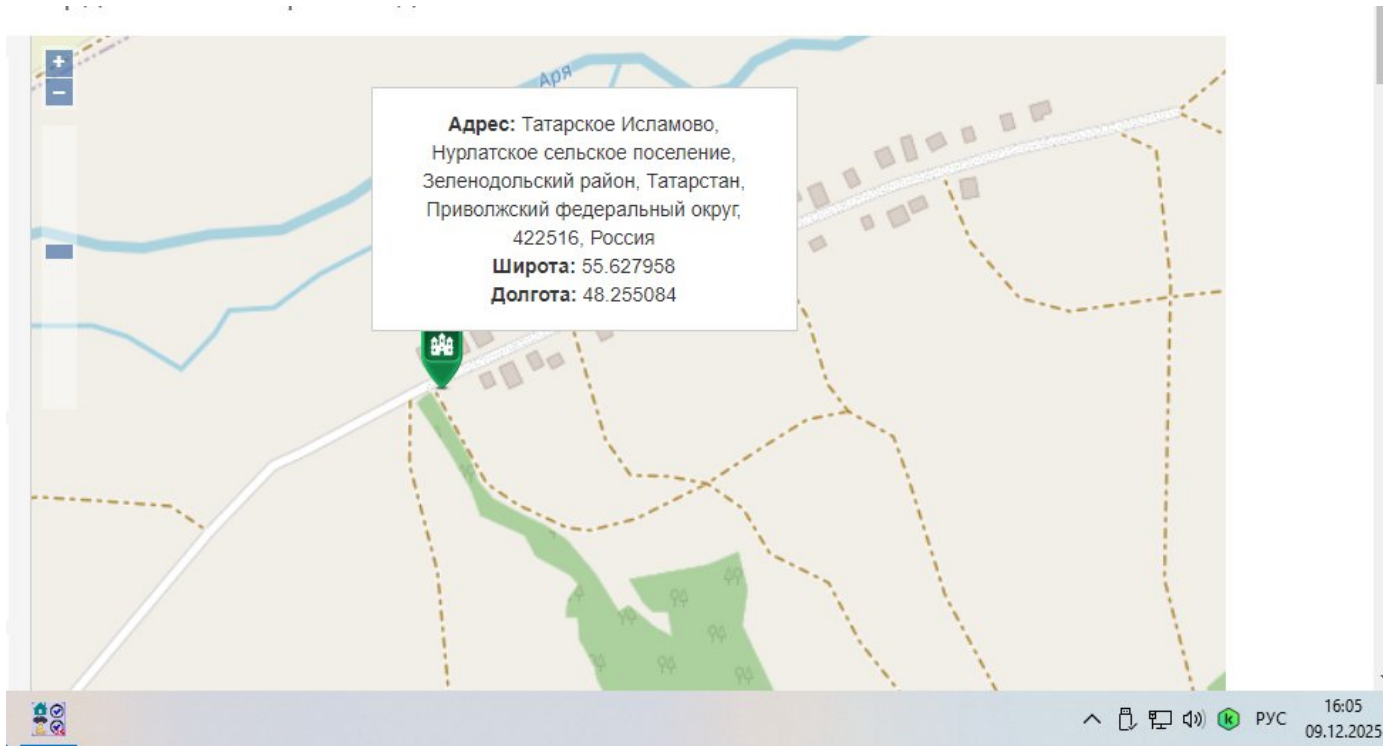 Аря
Адрес: Татарское Исламово,
Нурлатское сельское поселение,
Зеленодольский район, Татарстан,
Приволжский федеральный округ,
422516, Россия
Широта: 55.627958
Долгота: 48.255084
РУС
16:05
09.12.2025